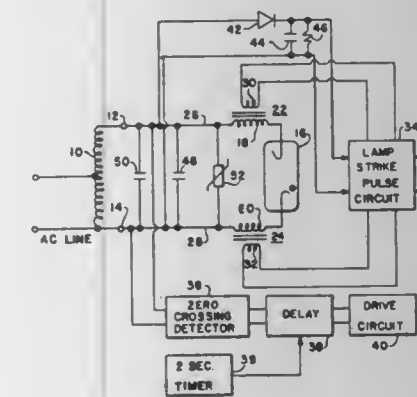 42
44
46
12
26
30
22
34
10
18
16
LAMP
STRIKE
PULSE
CIRCUIT
50
48
52
60
14
28
24
AC LINE
32
36
ZERO
CROSSING
DETECTOR
DELAY
DRIVE
CIRCUIT
38
40
2 SEC.
TIMER
39